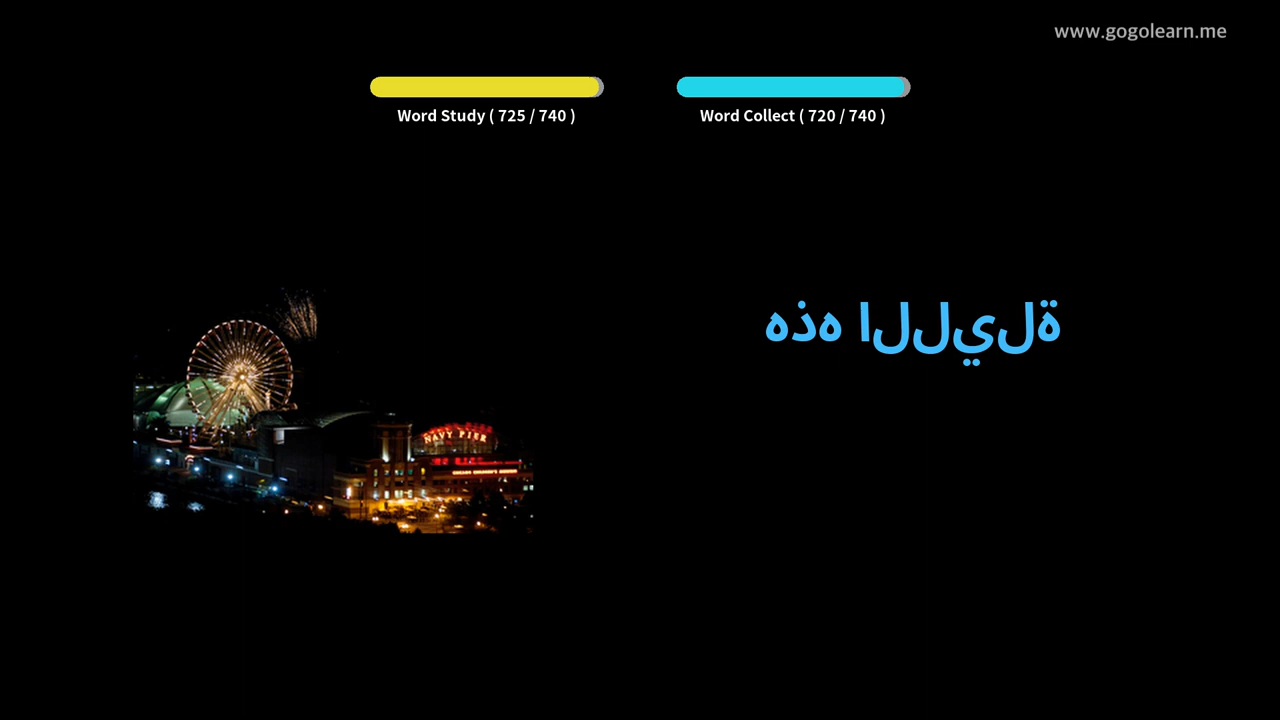 www.gogolearn.me
Word Study ( 725 / 740 )
Word Collect ( 720 / 740 )
هذه الليلة
NAVY PIER